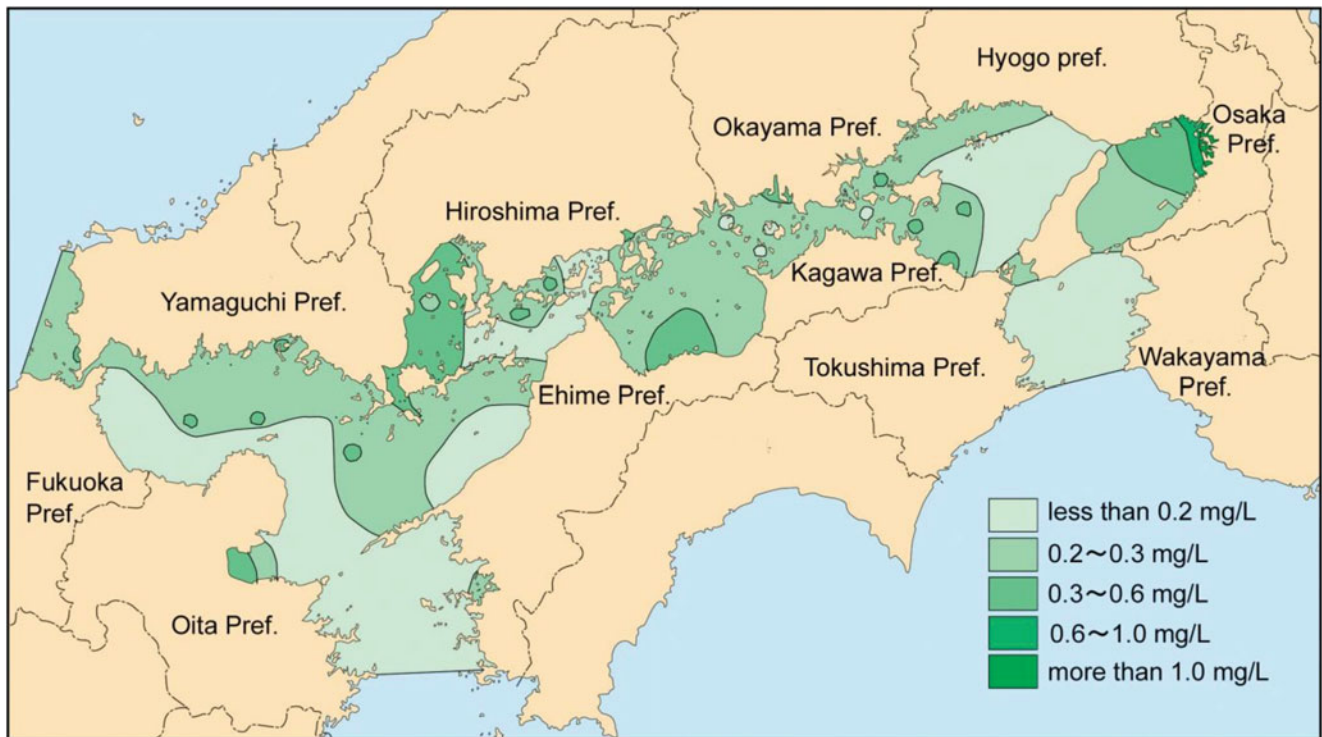 Hyogo pref.
Okayama Pref.
Osaka
Pref.
Hiroshima Pref.
Kagawa Pref.
Yamaguchi Pref.
Tokushima Pref.
Wakayama
Pref.
Ehime Pref.
Fukuoka
Pref.
Oita Pref.
less than 0.2 mg/L
0.2~0.3 mg/L
0.3~0.6 mg/L
0.6~1.0 mg/L
more than 1.0 mg/L